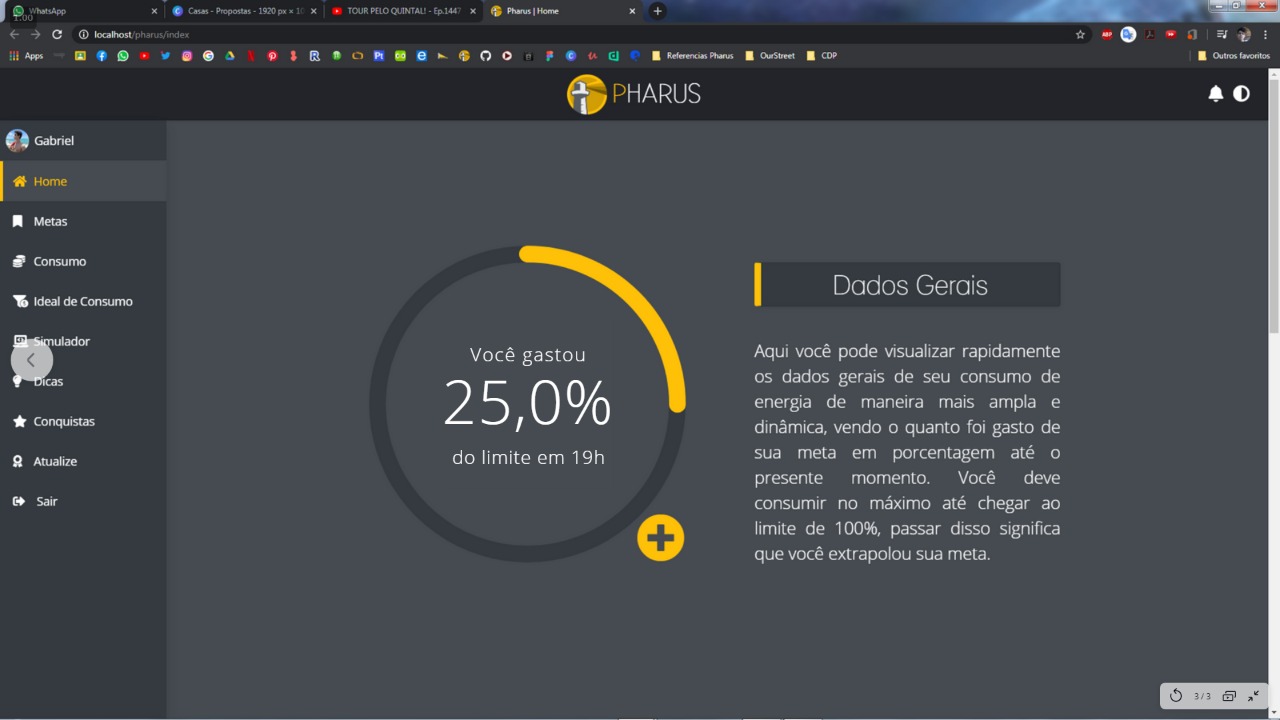 WhatsApp
Casas - Propostas - 1920 px × 10
TOUR PELO QUINTAL! - Ep.1447
Pharus | Home
1:00
localhost/pharus/index
Apps
Referencias Pharus
OurStreet
CDP
Outros favoritos
PHARUS
Gabriel
Home
Metas
Consumo
Ideal de Consumo
Simulador
Dicas
Conquistas
Atualize
Sair
Você gastou
25,0%
do limite em 19h
Dados Gerais
Aqui você pode visualizar rapidamente
os dados gerais de seu consumo de
energia de maneira mais ampla e
dinâmica, vendo o quanto foi gasto de
sua meta em porcentagem até o
presente momento. Você deve
consumir no máximo até chegar ao
limite de 100%, passar disso significa
que você extrapolou sua meta.
3/3